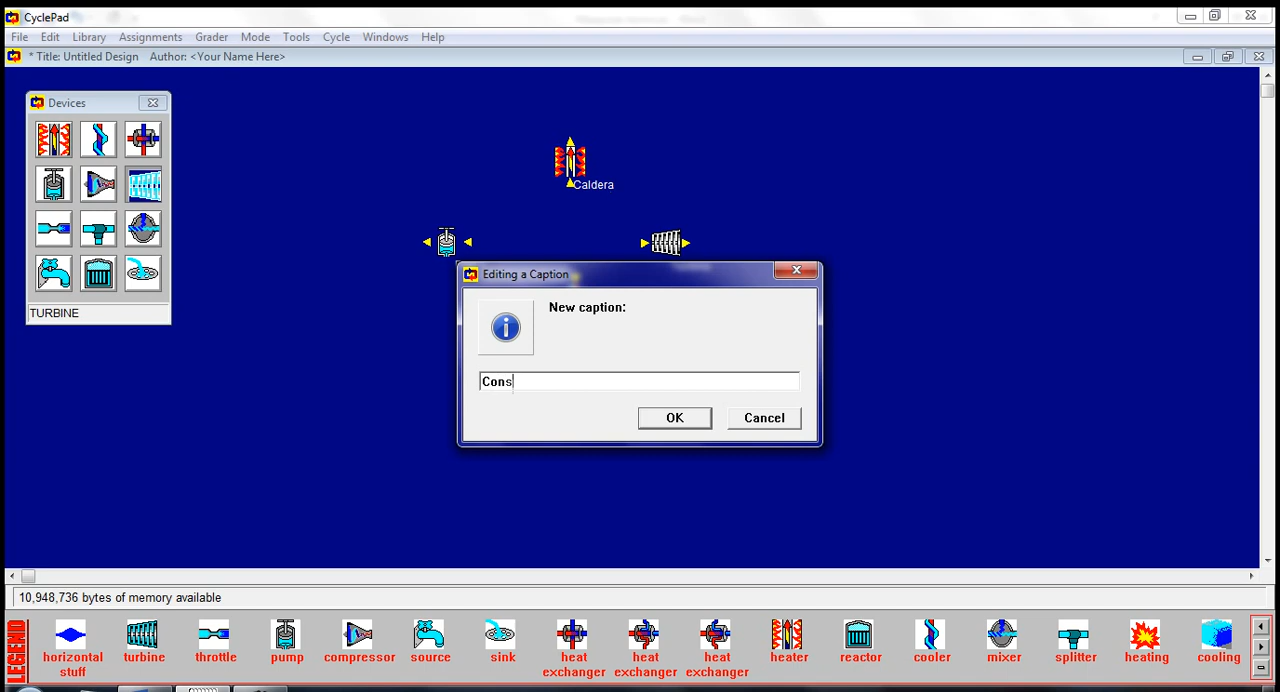 CyclePad
File Edit Library Assignments Grader Mode Tools Cycle Windows Help
* Title: Untitled Design Author: <Your Name Here>
Devices
Caldera
TURBINE
Editing a Caption
New caption:
Cons
OK Cancel
10,948,736 bytes of memory available
LEGEND
horizontal stuff
turbine
throttle
pump
compressor
source
sink
heat exchanger
heat exchanger
heat exchanger
heater
reactor
cooler
mixer
splitter
heating
cooling